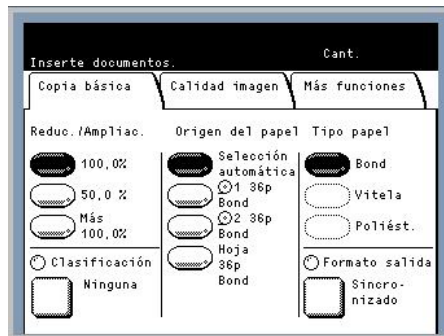 Inserte documentos.
Cant.
Copia básica
Calidad imagen
Más funciones
Reduc./Ampliac.
100,0%
50,0 %
Más
100,0%
Clasificación
Ninguna
Origen del papel
Selección
automática
1 36p
Bond
2 36p
Bond
Hoja
36p
Bond
Tipo papel
Bond
Vitela
Poliést.
Formato salida
Sincro-
nizado